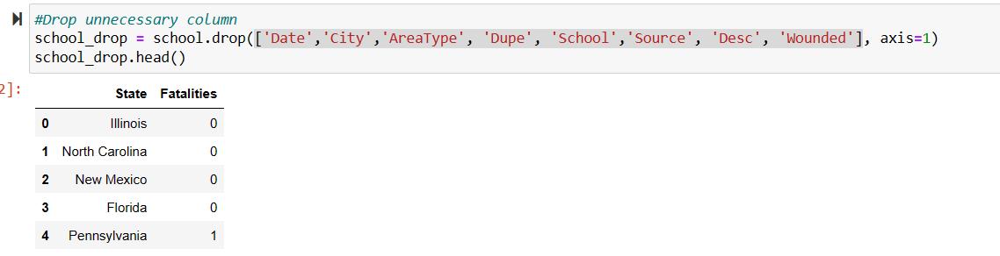 #Drop unnecessary column
school_drop = school.drop(['Date','City','AreaType', 'Dupe, 'School','Source', 'Desc', 'Wounded'], axis=1)
school_drop.head()
2]:
State Fatalities
0 Illinois 0
1 North Carolina 0
2 New Mexico 0
3 Florida 0
4 Pennsylvania 1